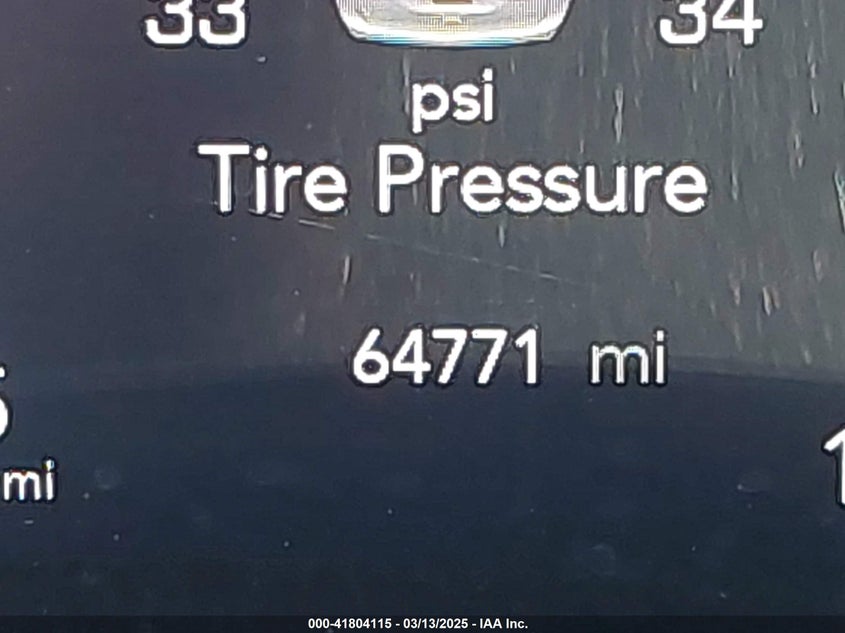 33 34
psi
Tire Pressure
64771 mi
mi
000-41804115 - 03/13/2025 - IAA Inc.